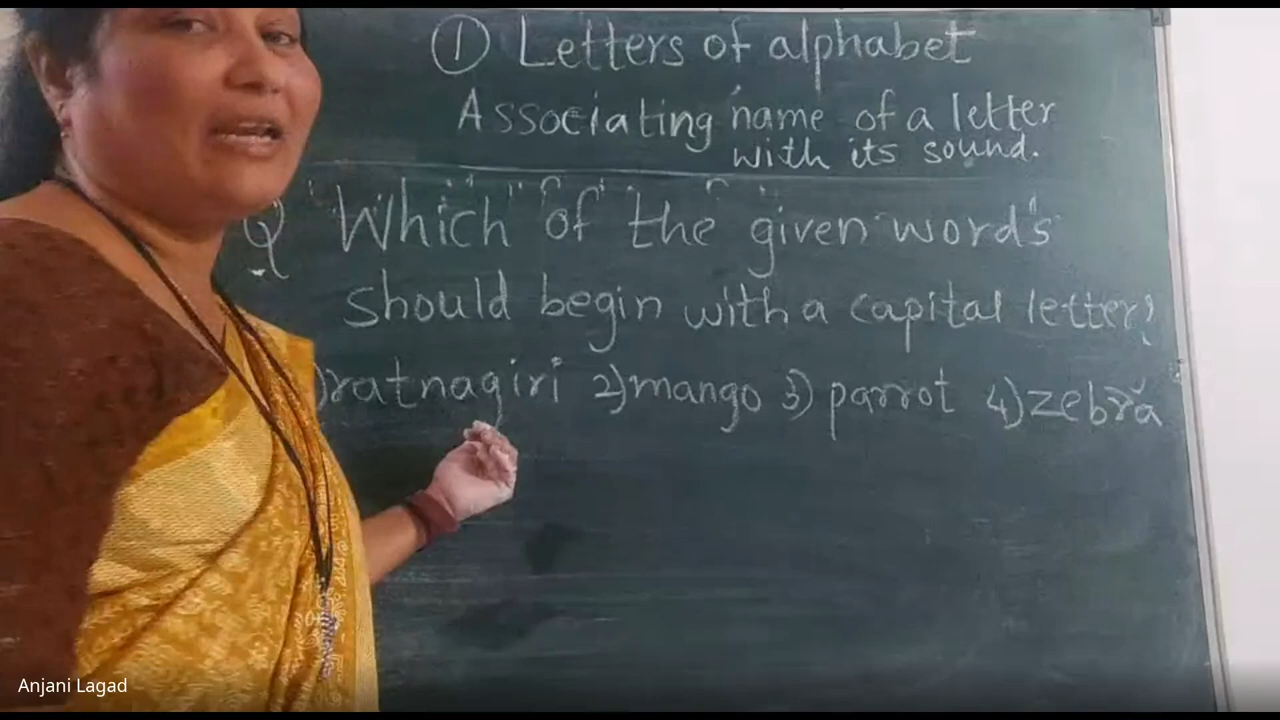 ① Letters of alphabet
Associating name of a letter
with its sound.
Q Which of the given words
should begin with a capital letter?
)ratnagiri 2)mango 3) parrot 4)zebra
Anjani Lagad